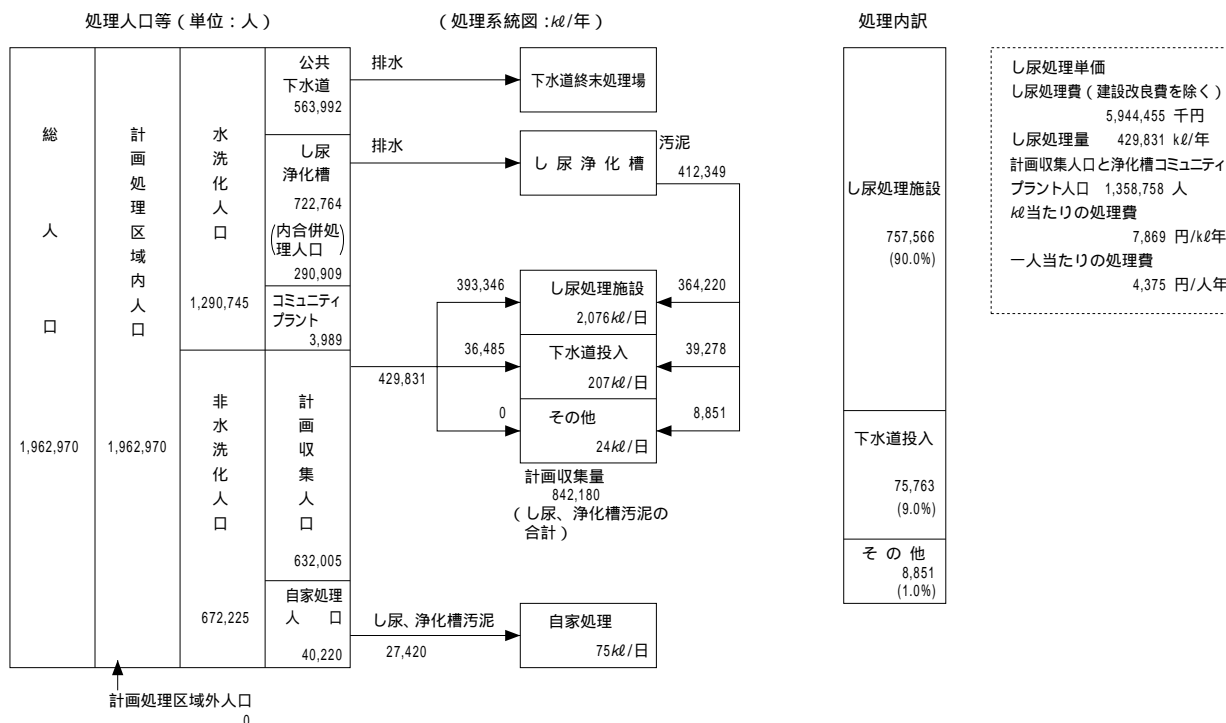 処理人口等（単位：人）
（処理系統図：㎘/年）
処理内訳
総人口
1,962,970
計画処理区域内人口
1,962,970
水洗化人口
1,290,745
非水洗化人口
672,225
公共
下水道
563,992
し尿
浄化槽
722,764
(内合併処
理人口)
290,909
コミュニティ
プラント
3,989
計画収集人口
632,005
自家処理
人　口
40,220
計画処理区域外人口
0
排水
下水道終末処理場
排水
し尿浄化槽
汚泥
412,349
393,346
し尿処理施設
2,076㎘/日
364,220
36,485
下水道投入
207㎘/日
39,278
429,831
0
その他
24㎘/日
8,851
計画収集量
842,180
（し尿、浄化槽汚泥の
合計）
し尿、浄化槽汚泥
27,420
自家処理
75㎘/日
し尿処理施設
757,566
(90.0%)
下水道投入
75,763
(9.0%)
その他
8,851
(1.0%)
し尿処理単価
し尿処理費（建設改良費を除く）
5,944,455 千円
し尿処理量　429,831 ㎘/年
計画収集人口と浄化槽コミュニティ
プラント人口　1,358,758 人
㎘当たりの処理費
7,869 円/㎘年
一人当たりの処理費
4,375 円/人年